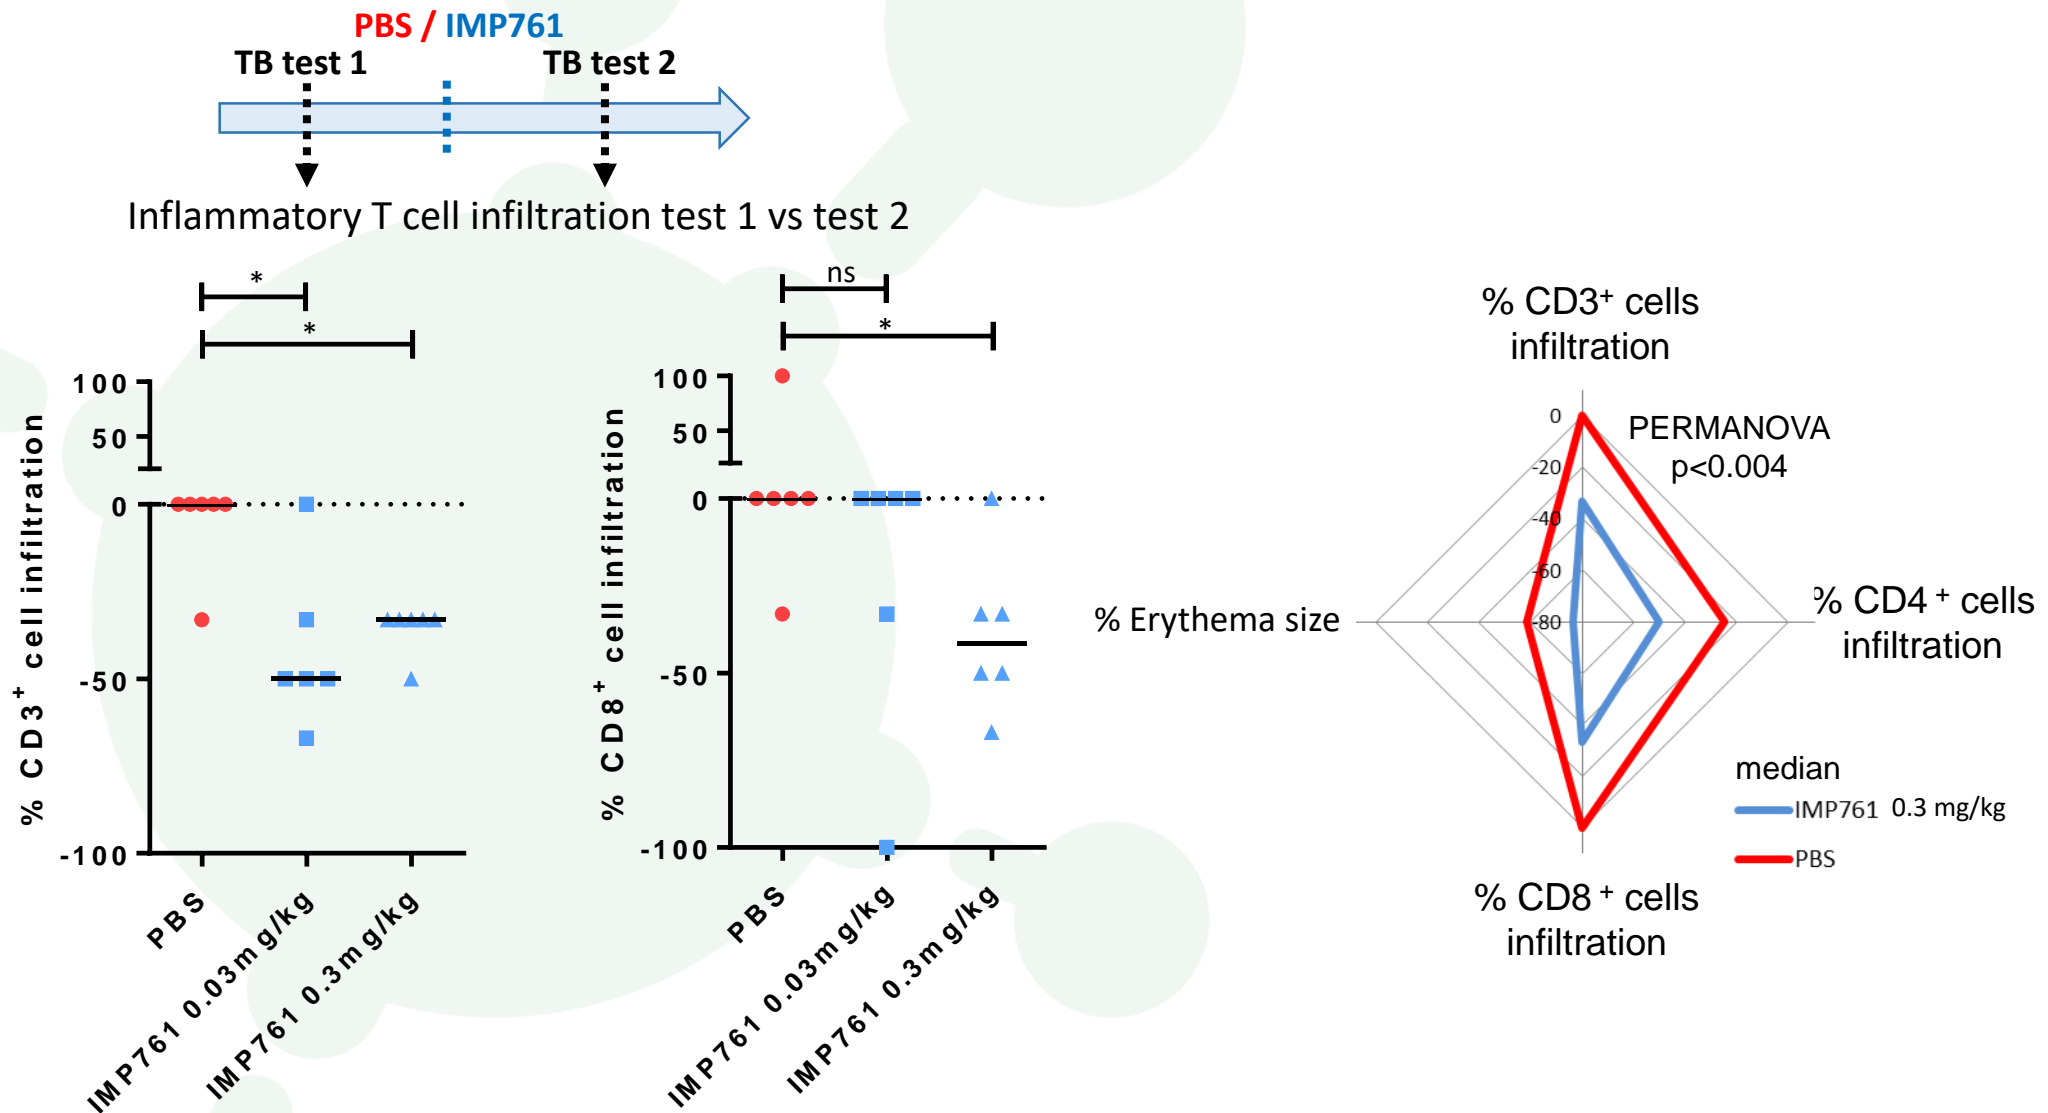 PBS / IMP761
TB test 1
TB test 2
Inflammatory T cell infiltration test 1 vs test 2
*
*
100
50
0
-50
-100
% CD3+ cell infiltration
PBS
IMP761 0.03mg/kg
IMP761 0.3mg/kg
ns
*
100
50
0
-50
-100
% CD8+ cell infiltration
PBS
IMP761 0.03mg/kg
IMP761 0.3mg/kg
% CD3+ cells
infiltration
PERMANOVA
p<0.004
0
-20
-40
-60
-80
% Erythema size
% CD4 + cells
infiltration
% CD8 + cells
infiltration
median
IMP761 0.3 mg/kg
PBS